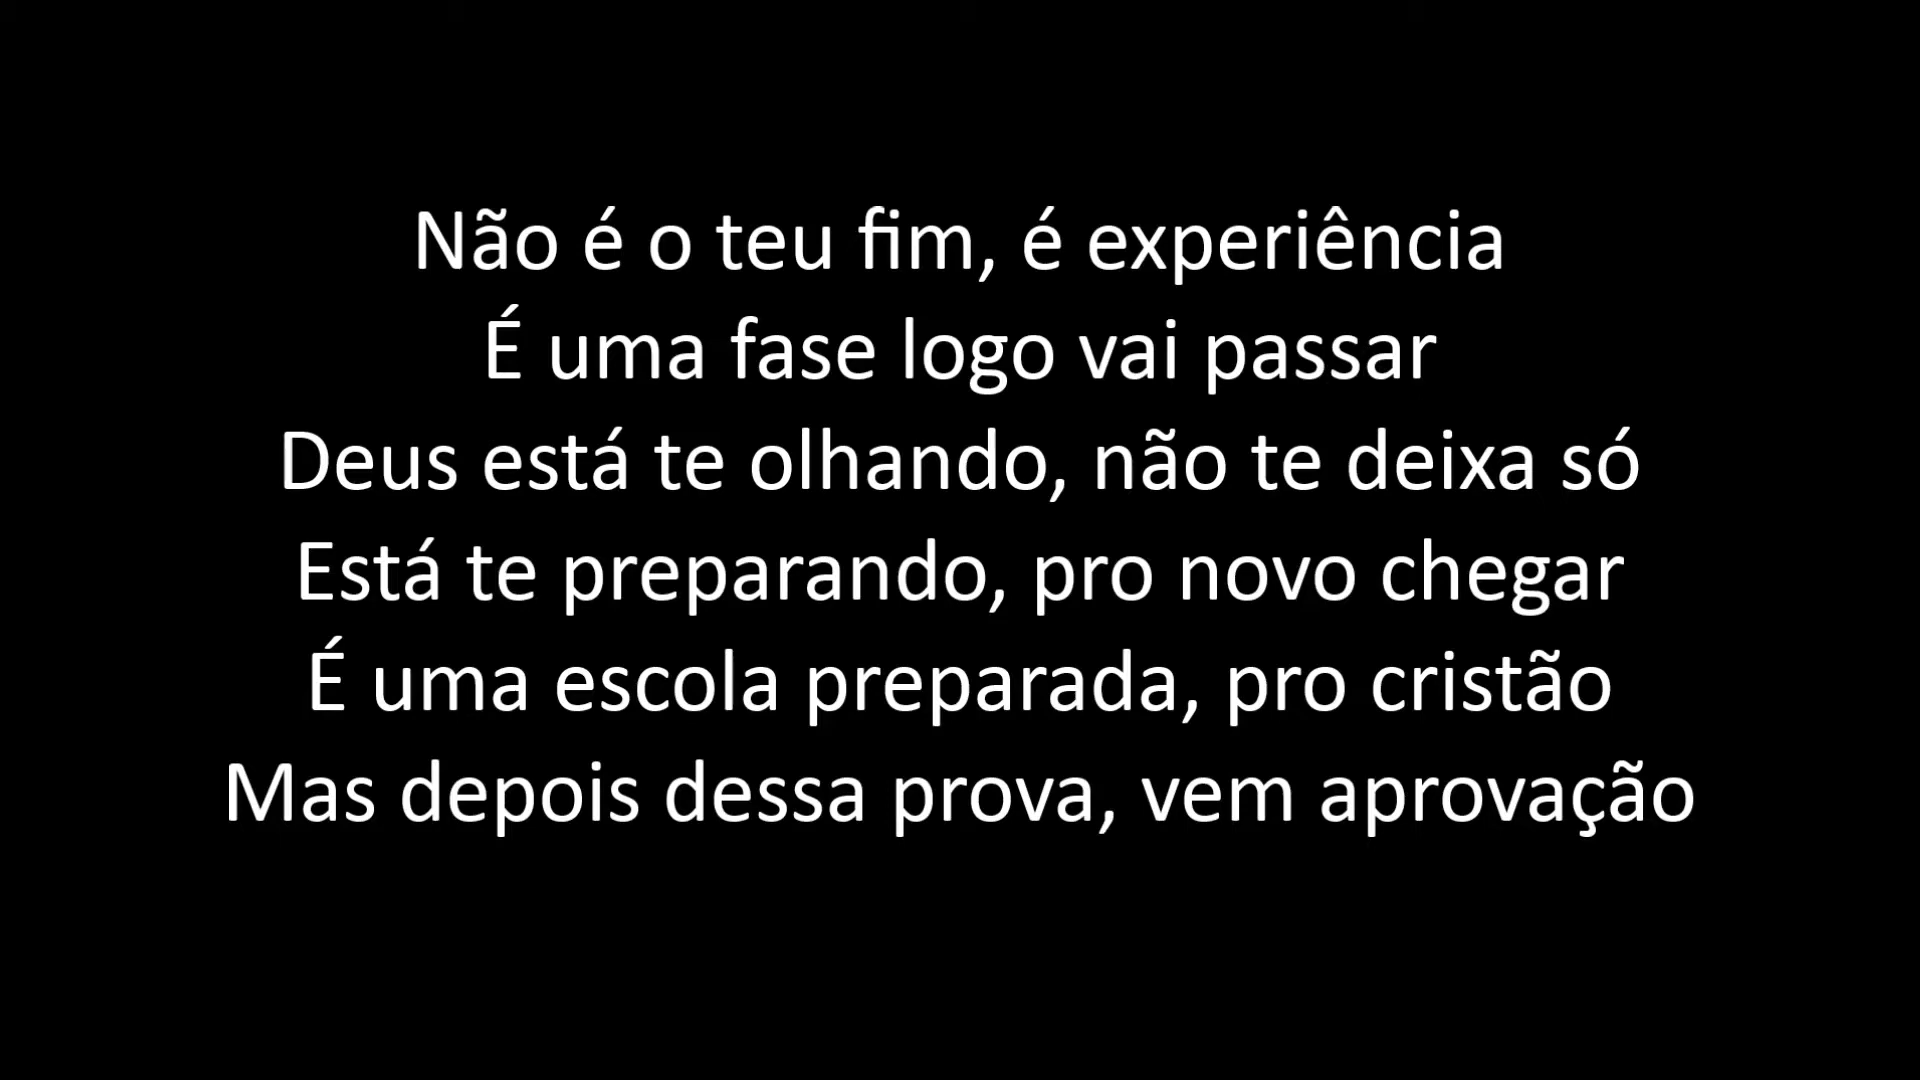 Não é o teu fim, é experiência
É uma fase logo vai passar
Deus está te olhando, não te deixa só
Está te preparando, pro novo chegar
É uma escola preparada, pro cristão
Mas depois dessa prova, vem aprovação